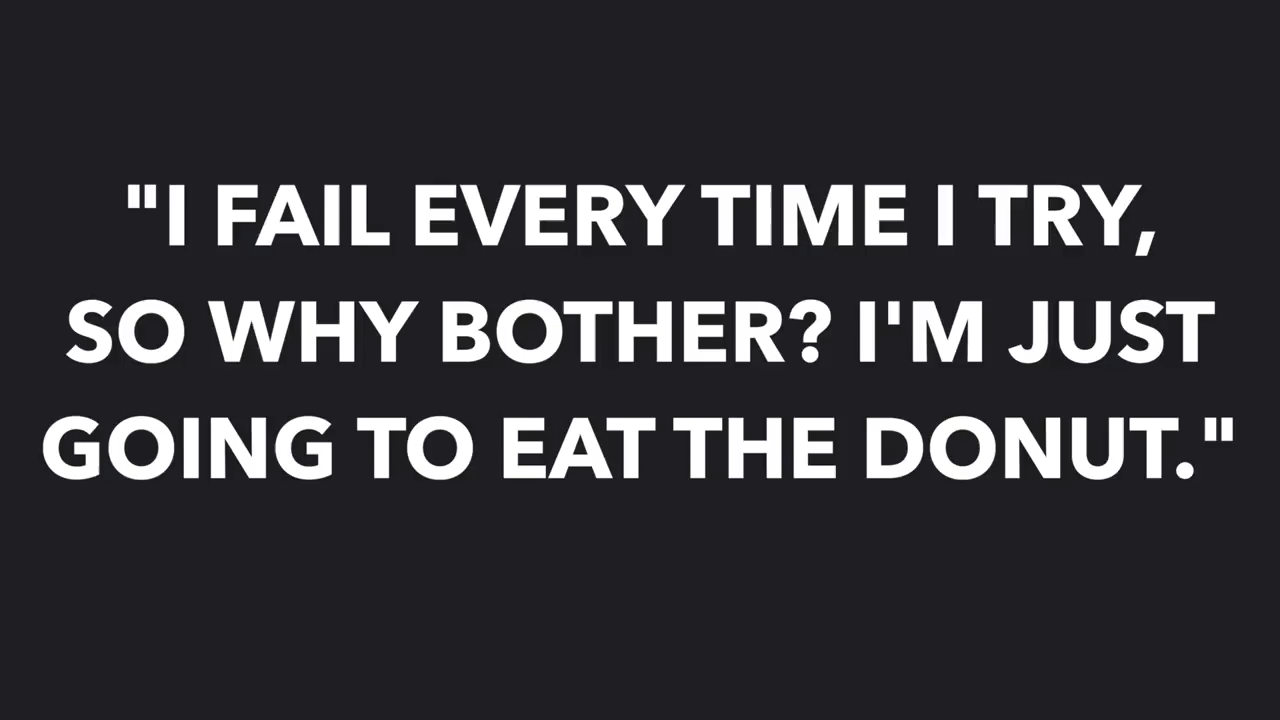 "I FAIL EVERY TIME I TRY,
SO WHY BOTHER? I'M JUST
GOING TO EAT THE DONUT."